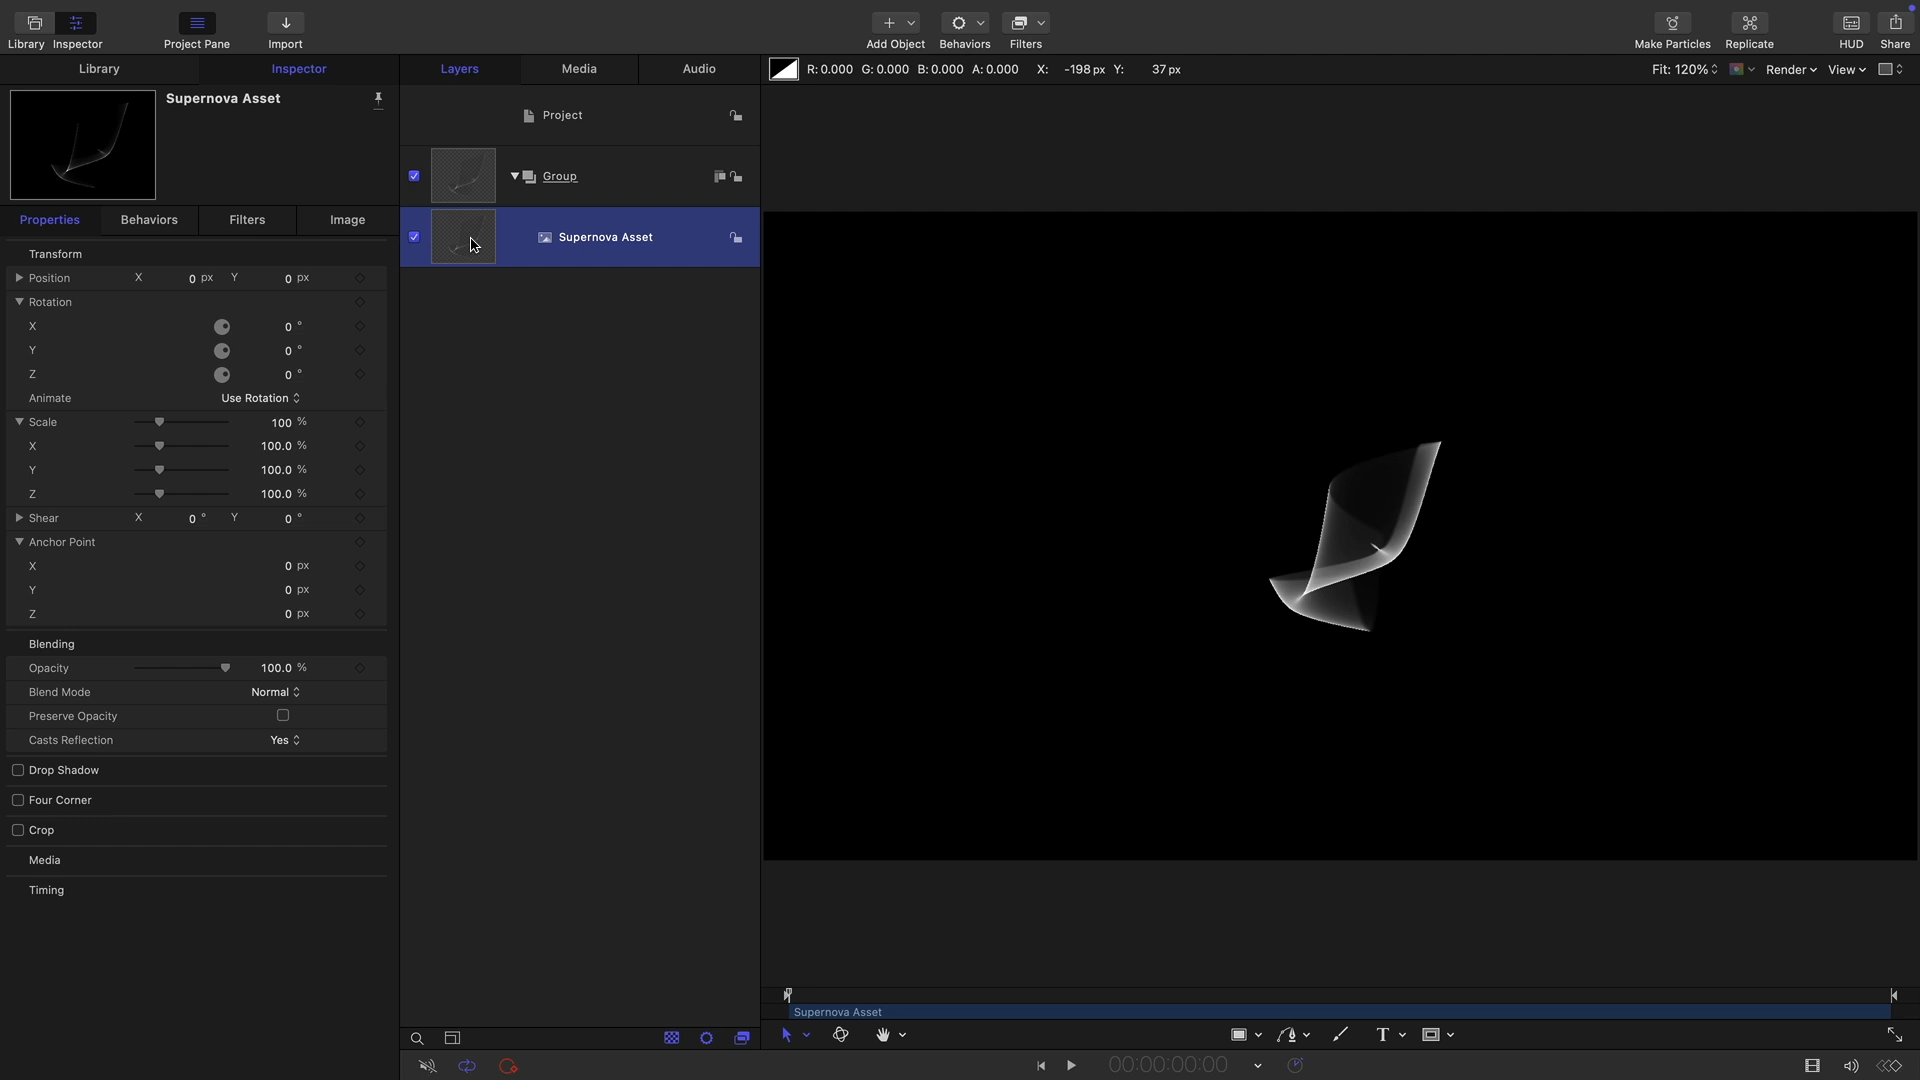 Library Inspector Project Pane Import Add Object Behaviors Filters Make Particles Replicate HUD Share
Library Inspector Layers Media Audio R: 0.000 G: 0.000 B: 0.000 A: 0.000 X: -198 px Y: 37 px Fit: 120% Render View
Supernova Asset
Project
Group
Supernova Asset
Properties Behaviors Filters Image
Transform
Position X 0 px Y 0 px
Rotation
X 0 °
Y 0 °
Z 0 °
Animate Use Rotation
Scale 100 %
X 100.0 %
Y 100.0 %
Z 100.0 %
Shear X 0 ° Y 0 °
Anchor Point
X 0 px
Y 0 px
Z 0 px
Blending
Opacity 100.0 %
Blend Mode Normal
Preserve Opacity
Casts Reflection Yes
Drop Shadow
Four Corner
Crop
Media
Timing
Supernova Asset
T
00:00:00:00